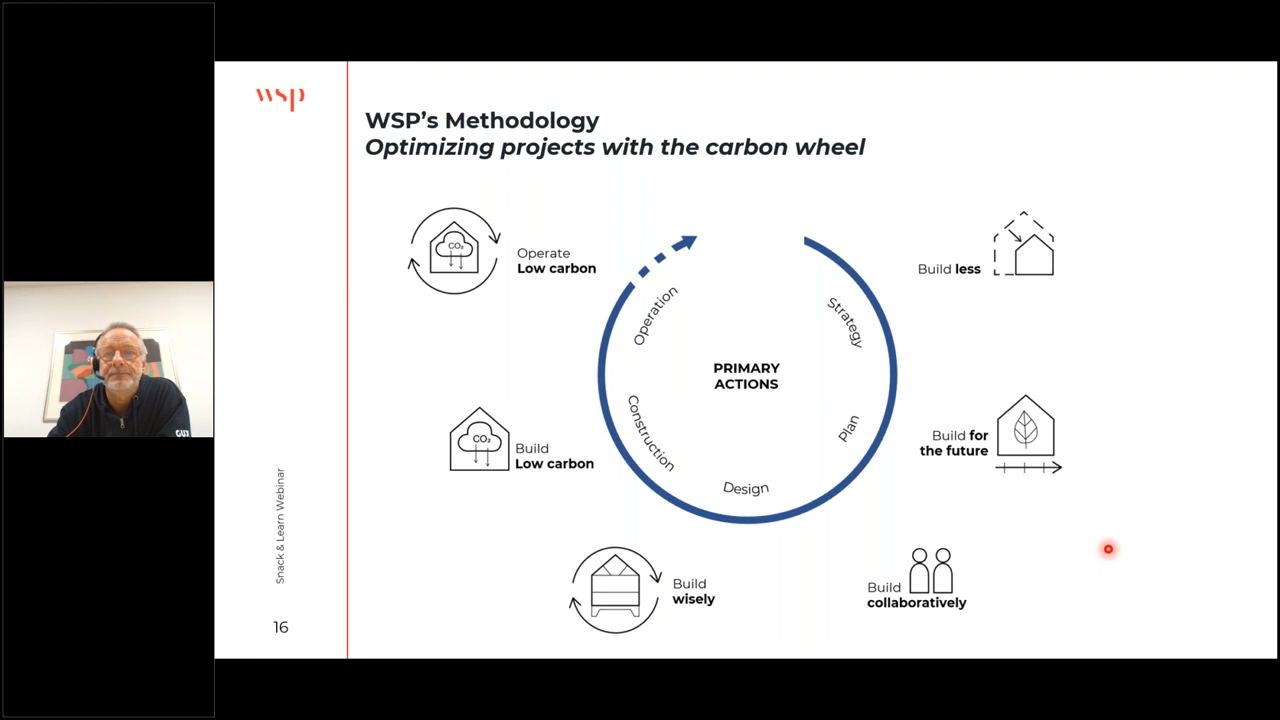 wsp
WSP’s Methodology
Optimizing projects with the carbon wheel
CO₂
Operate
Low carbon
Build less
Operation
Strategy
PRIMARY
ACTIONS
Construction
Plan
Design
CO₂
Build
Low carbon
Build for
the future
Build
wisely
Build
collaboratively
Snack & Learn Webinar
16